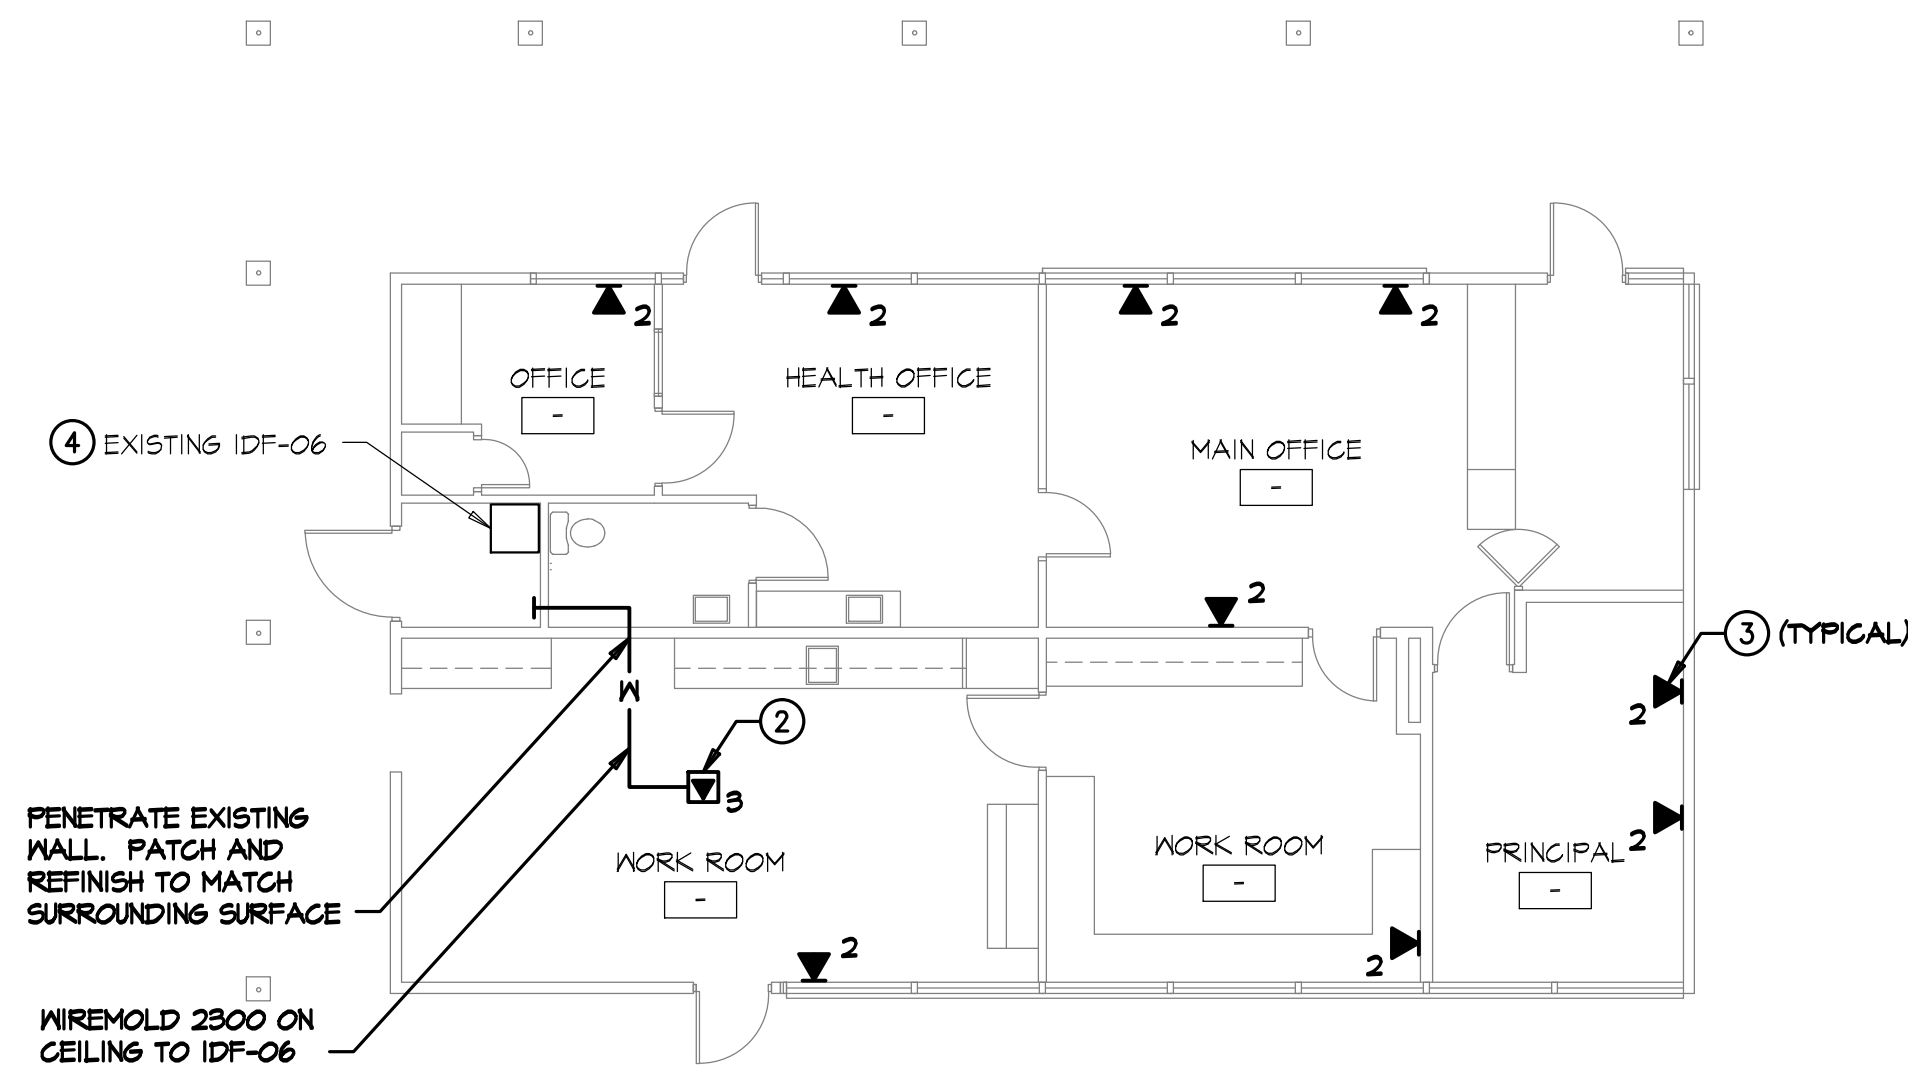 2
2
2
2
OFFICE
-
HEALTH OFFICE
-
4 EXISTING IDF-06
MAIN OFFICE
-
2
3 (TYPICAL)
W
2
2
3
2
PENETRATE EXISTING
WALL. PATCH AND
REFINISH TO MATCH
SURROUNDING SURFACE
WORK ROOM
-
WORK ROOM
-
PRINCIPAL
-
2
2
2
WIREMOLD 2300 ON
CEILING TO IDF-06